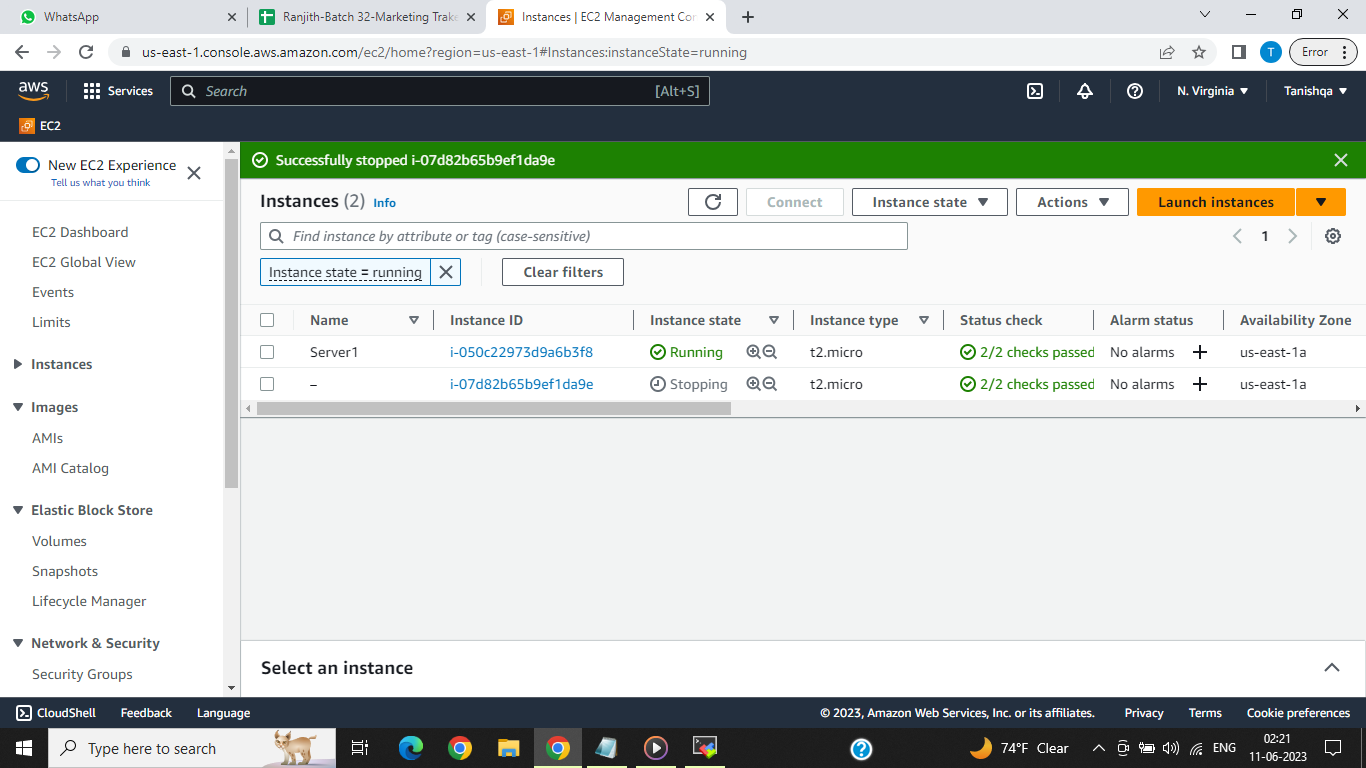 WhatsApp
Ranjith-Batch 32-Marketing Trake
Instances | EC2 Management Con
us-east-1.console.aws.amazon.com/ec2/home?region=us-east-1#Instances:instanceState=running
T
Error
aws
Services
Search
[Alt+S]
N. Virginia
Tanishqa
EC2
New EC2 Experience
Tell us what you think
Successfully stopped i-07d82b65b9ef1da9e
Instances (2) Info
Connect
Instance state
Actions
Launch instances
Find instance by attribute or tag (case-sensitive)
1
Instance state = running
Clear filters
Name Instance ID Instance state Instance type Status check Alarm status Availability Zone
Server1 i-050c22973d9a6b3f8 Running t2.micro 2/2 checks passed No alarms + us-east-1a
– i-07d82b65b9ef1da9e Stopping t2.micro 2/2 checks passed No alarms + us-east-1a
EC2 Dashboard
EC2 Global View
Events
Limits
Instances
Images
AMIs
AMI Catalog
Elastic Block Store
Volumes
Snapshots
Lifecycle Manager
Network & Security
Security Groups
Select an instance
CloudShell Feedback Language
© 2023, Amazon Web Services, Inc. or its affiliates. Privacy Terms Cookie preferences
Type here to search
74°F Clear
ENG
02:21
11-06-2023